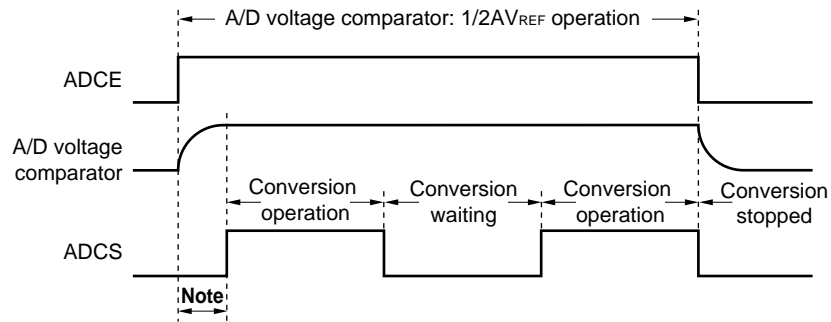 A/D voltage comparator: 1/2AVREF operation
ADCE
A/D voltage
comparator
Conversion
operation
Conversion
waiting
Conversion
operation
Conversion
stopped
ADCS
Note